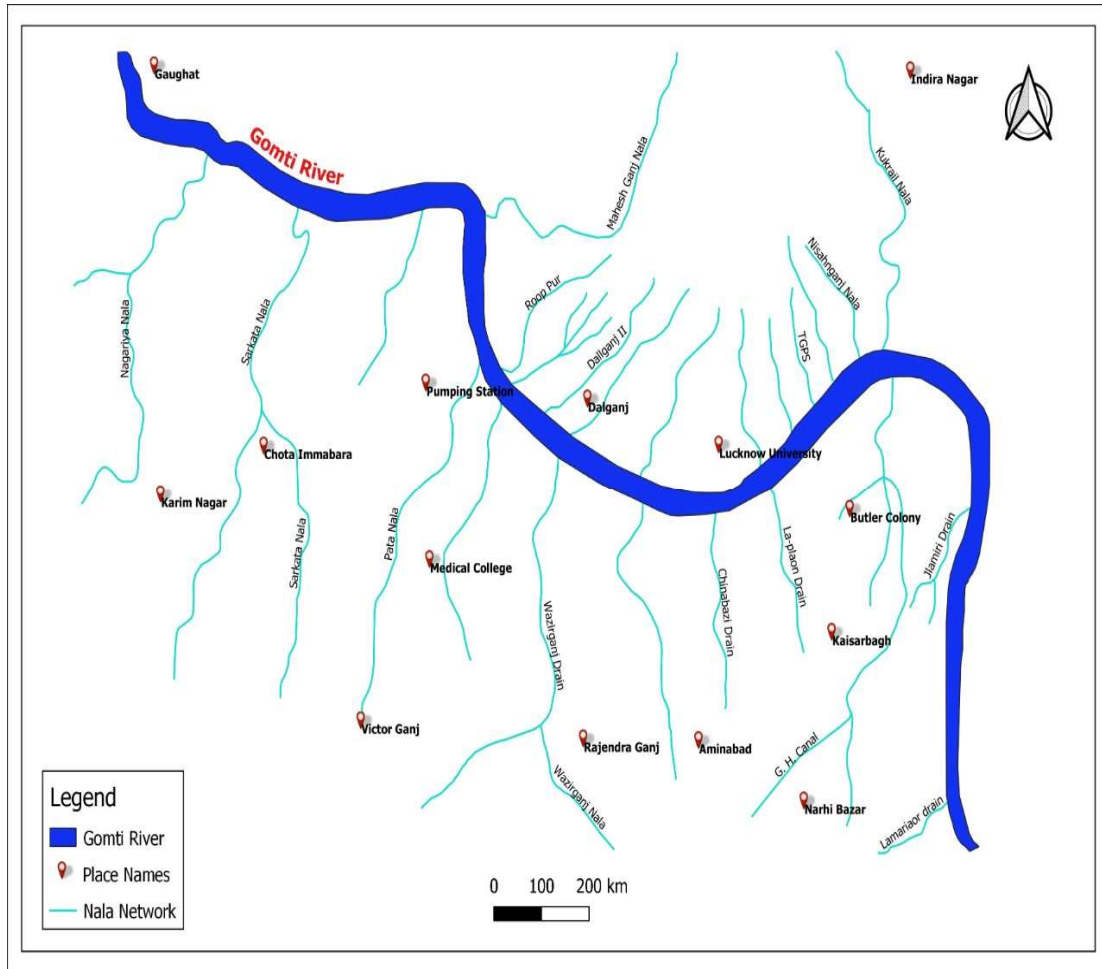 Gaughat
Indira Nagar
Gomti River
Mahesh Ganj Nala
Kukrail Nala
Nisahnganj Nala
Roop Pur
Nagariya Nala
Sarkata Nala
Dallganj II
TGPS
Pumping Station
Dalganj
Chota Immabara
Lucknow University
Karim Nagar
Butler Colony
Sarkata Nala
Pata Nala
La-plaon Drain
Jlamiri Drain
Medical College
Wazirganj Drain
Chinabazi Drain
Kaisarbagh
Victor Ganj
Rajendra Ganj
Aminabad
G. H. Canal
Wazirganj Nala
Narhi Bazar
Lamariaor drain
Legend
Gomti River
Place Names
Nala Network
0 100 200 km